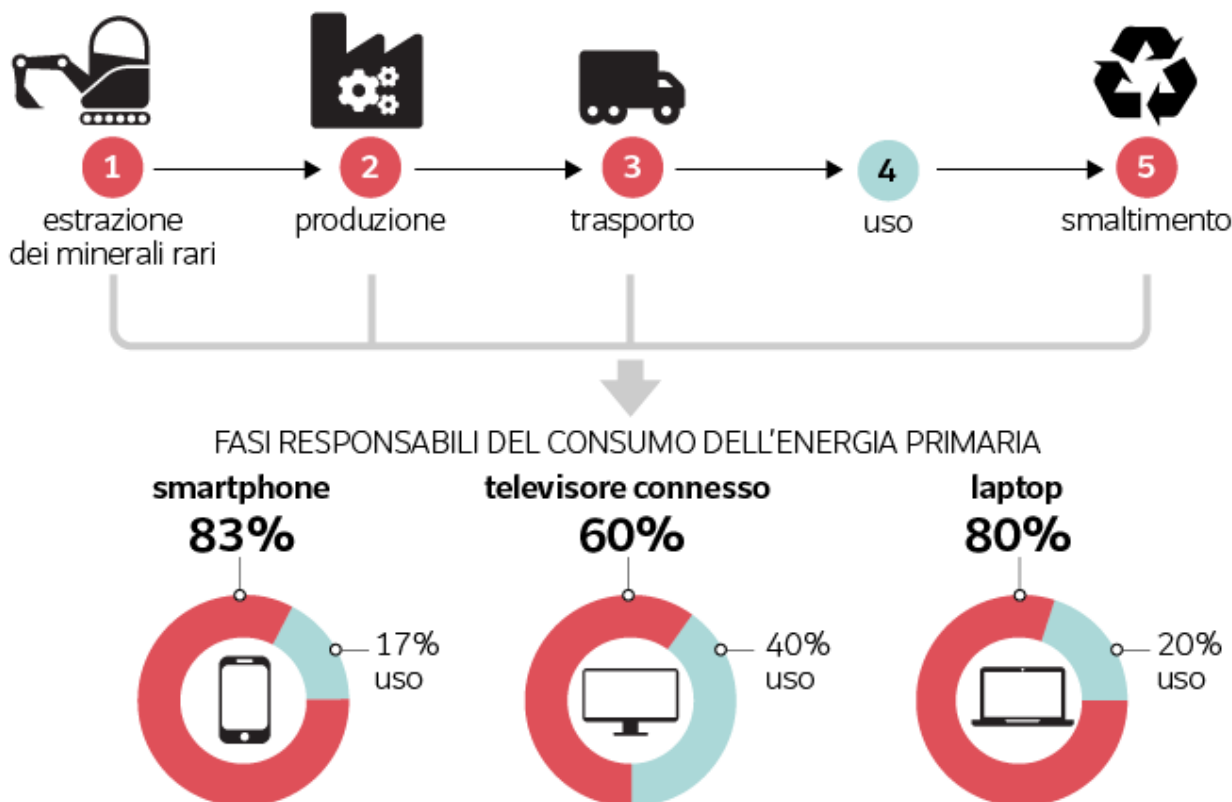 1
2
3
4
5
estrazione
dei minerali rari
produzione
trasporto
uso
smaltimento
FASI RESPONSABILI DEL CONSUMO DELL'ENERGIA PRIMARIA
smartphone
83%
17%
uso
televisore connesso
60%
40%
uso
laptop
80%
20%
uso